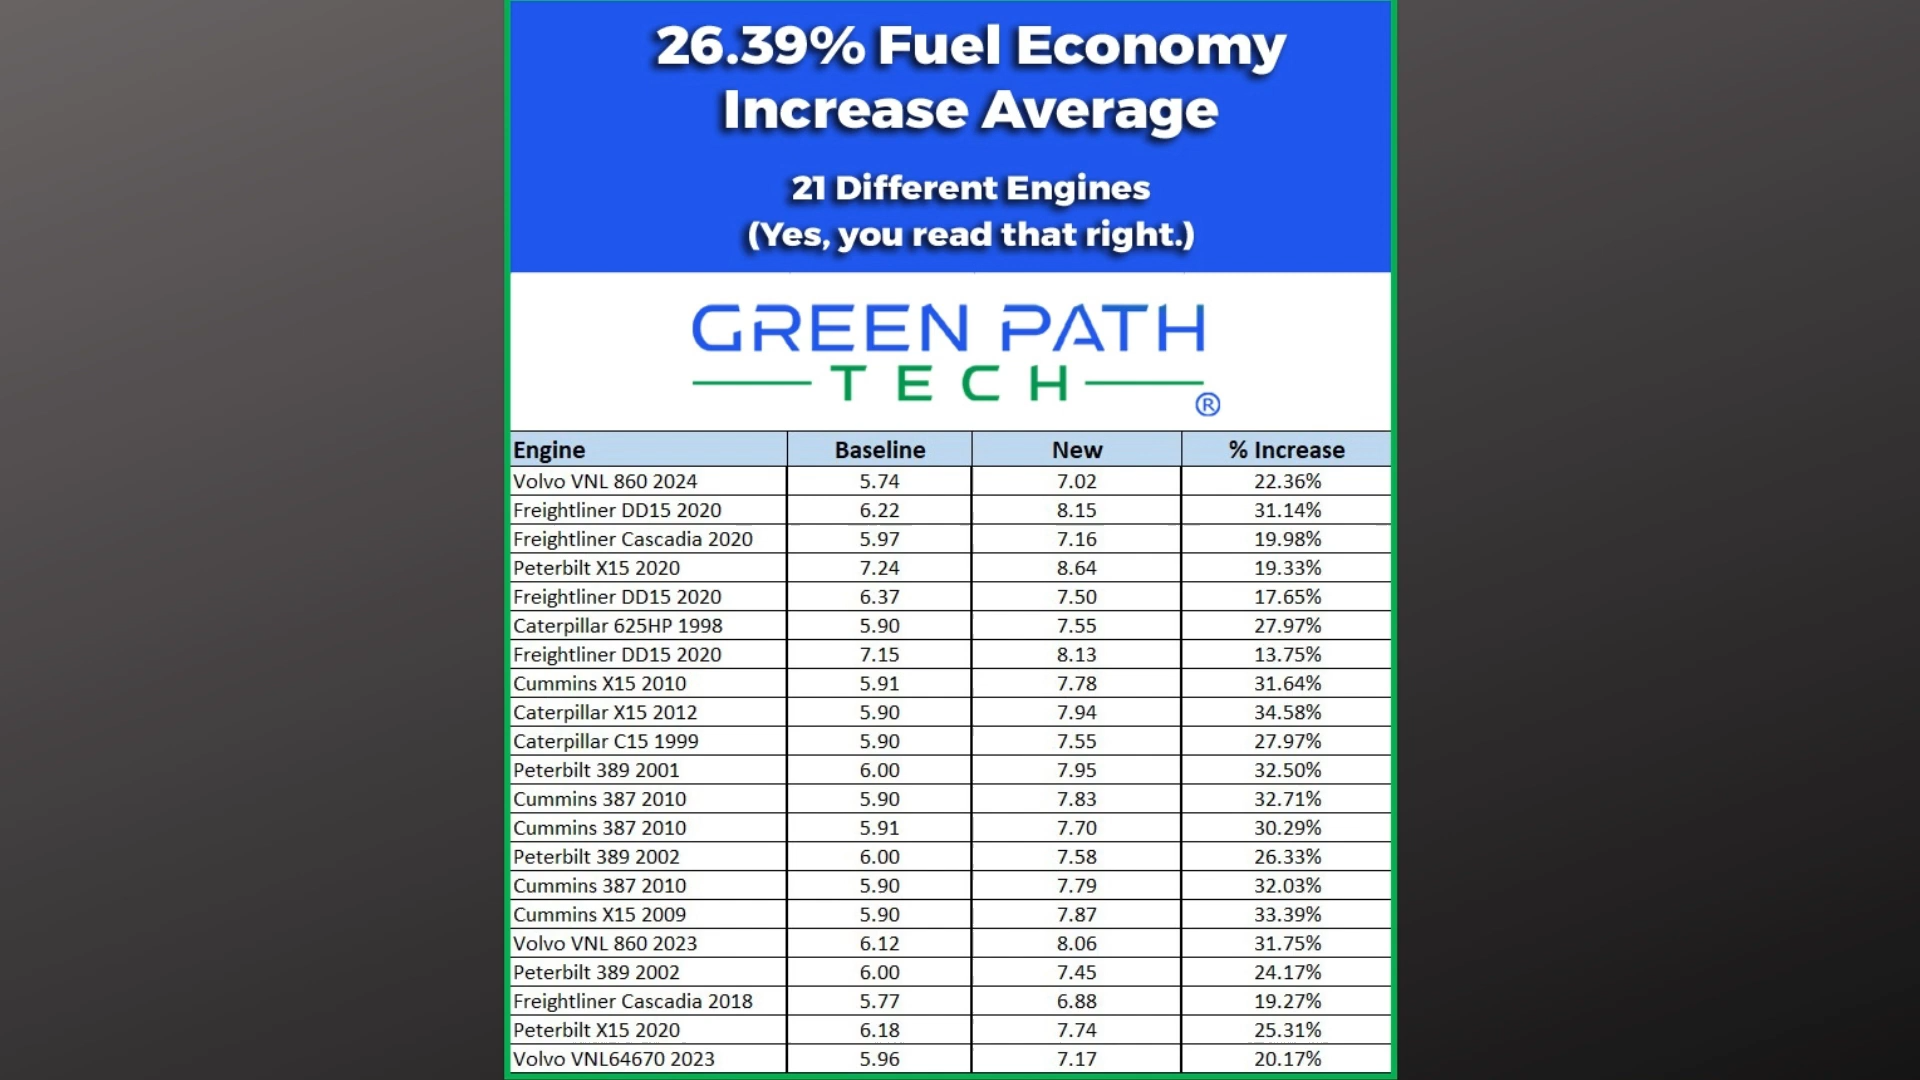 26.39% Fuel Economy
Increase Average
21 Different Engines
(Yes, you read that right.)
GREEN PATH
TECH
®
Engine Baseline New % Increase
Volvo VNL 860 2024 5.74 7.02 22.36%
Freightliner DD15 2020 6.22 8.15 31.14%
Freightliner Cascadia 2020 5.97 7.16 19.98%
Peterbilt X15 2020 7.24 8.64 19.33%
Freightliner DD15 2020 6.37 7.50 17.65%
Caterpillar 625HP 1998 5.90 7.55 27.97%
Freightliner DD15 2020 7.15 8.13 13.75%
Cummins X15 2010 5.91 7.78 31.64%
Caterpillar X15 2012 5.90 7.94 34.58%
Caterpillar C15 1999 5.90 7.55 27.97%
Peterbilt 389 2001 6.00 7.95 32.50%
Cummins 387 2010 5.90 7.83 32.71%
Cummins 387 2010 5.91 7.70 30.29%
Peterbilt 389 2002 6.00 7.58 26.33%
Cummins 387 2010 5.90 7.79 32.03%
Cummins X15 2009 5.90 7.87 33.39%
Volvo VNL 860 2023 6.12 8.06 31.75%
Peterbilt 389 2002 6.00 7.45 24.17%
Freightliner Cascadia 2018 5.77 6.88 19.27%
Peterbilt X15 2020 6.18 7.74 25.31%
Volvo VNL64670 2023 5.96 7.17 20.17%